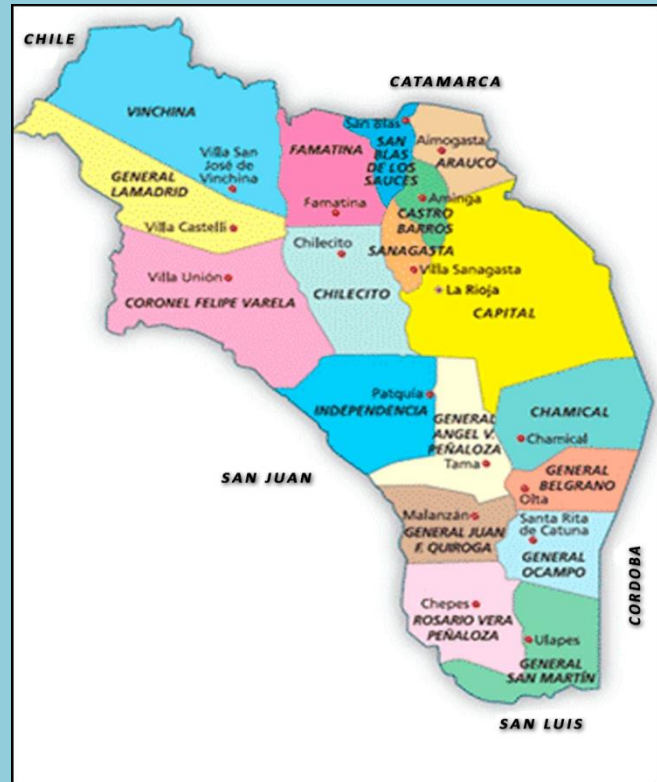 CHILE
CATAMARCA
VINCHINA
San Blas
Aimogasta
FAMATINA
SAN
BLAS
DE LOS
SAUCES
ARAUCO
Villa San
José de
Vinchina
GENERAL
LAMADRID
Aminga
Famatina
CASTRO
BARROS
Villa Castelli
Chilecito
SANAGASTA
Villa Unión
Villa Sanagasta
CORONEL FELIPE VARELA
CHILECITO
La Rioja
CAPITAL
Patquía
INDEPENDENCIA
GENERAL
ANGEL V.
PEÑALOZA
CHAMICAL
Chamical
Tama
SAN JUAN
GENERAL
BELGRANO
Olta
Malanzán
GENERAL JUAN
F. QUIROGA
Santa Rita
de Catuna
GENERAL
OCAMPO
CORDOBA
Chepes
ROSARIO VERA
PEÑALOZA
Ulapes
GENERAL
SAN MARTÍN
SAN LUIS